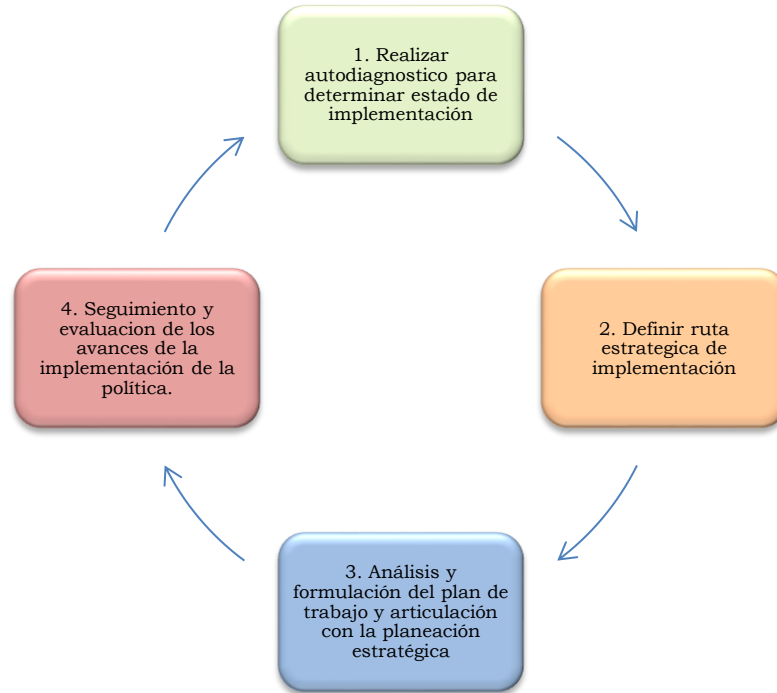 1. Realizar
autodiagnostico para
determinar estado de
implementación
2. Definir ruta
estrategica de
implementación
3. Análisis y
formulación del plan de
trabajo y articulación
con la planeación
estratégica
4. Seguimiento y
evaluacion de los
avances de la
implementación de la
política.